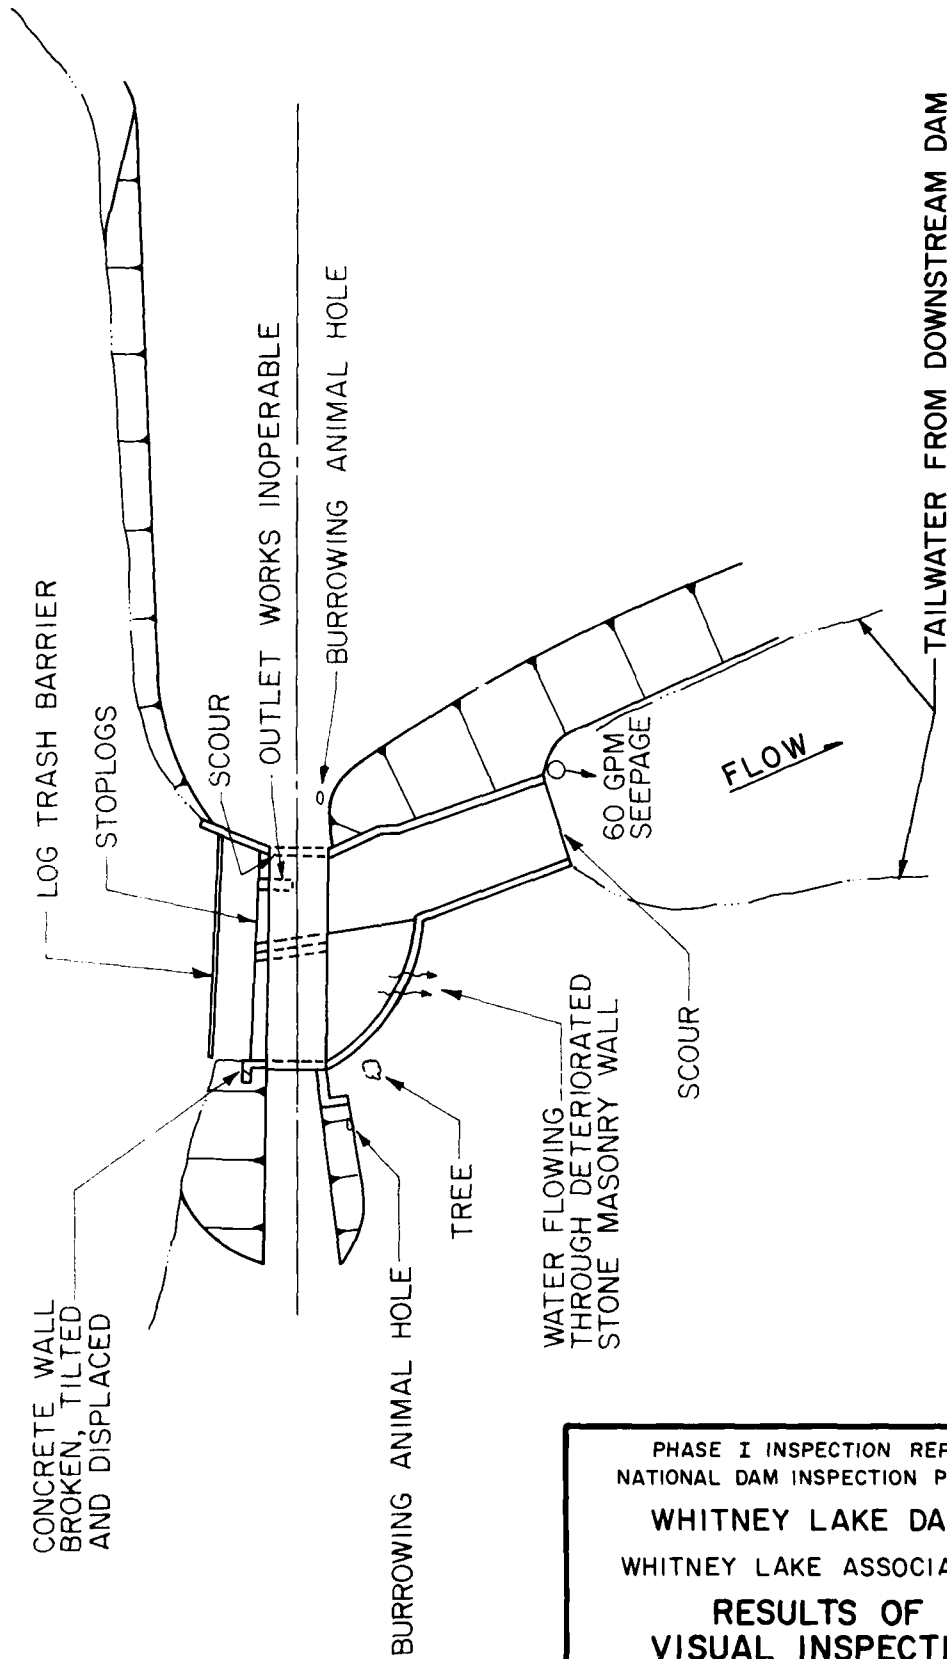 LOG TRASH BARRIER
STOPLOGS
SCOUR
OUTLET WORKS INOPERABLE
BURROWING ANIMAL HOLE
TAILWATER FROM DOWNSTREAM DAM
60 GPM
SEEPAGE
FLOW
SCOUR
WATER FLOWING
THROUGH DETERIORATED
STONE MASONRY WALL
TREE
BURROWING ANIMAL HOLE
CONCRETE WALL
BROKEN, TILTED
AND DISPLACED
PHASE I INSPECTION REP
NATIONAL DAM INSPECTION P
WHITNEY LAKE DA
WHITNEY LAKE ASSOCIA
RESULTS OF
VISUAL INSPECTI